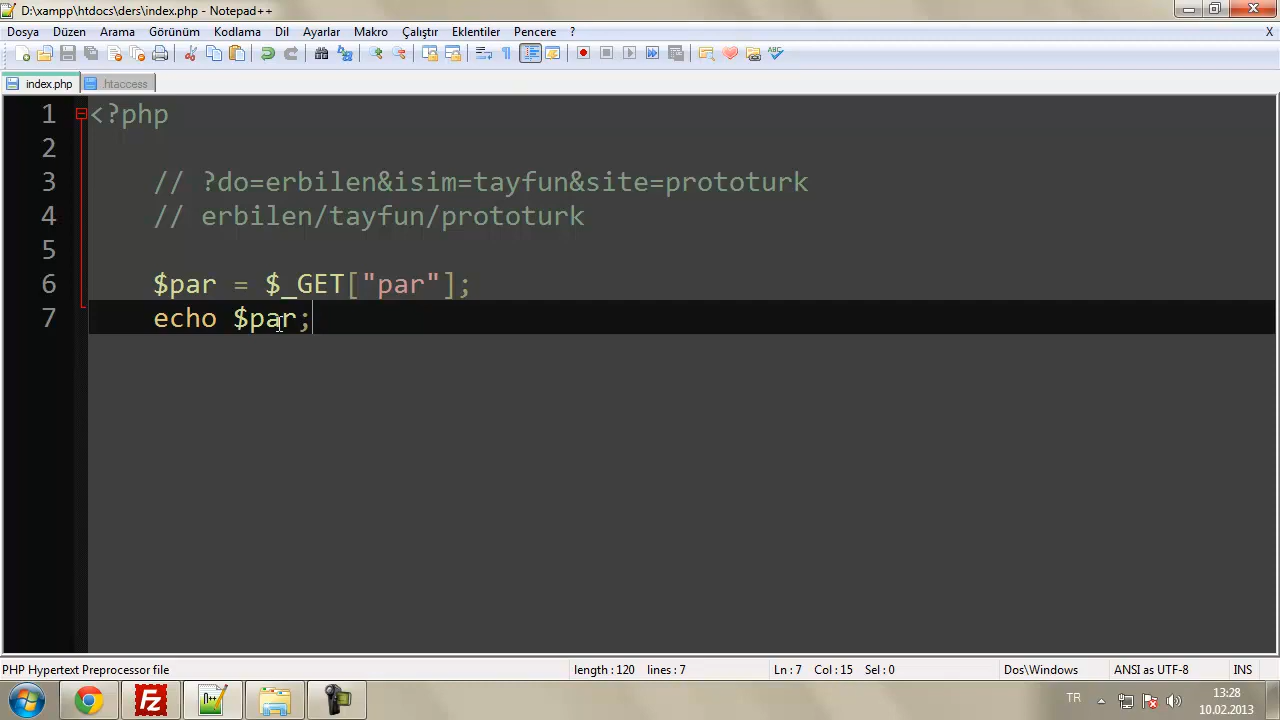 D:\xampp\htdocs\ders\index.php - Notepad++
Dosya Düzen Arama Görünüm Kodlama Dil Ayarlar Makro Çalıştır Eklentiler Pencere ? X
index.php .htaccess
1 <?php
2
3 // ?do=erbilen&isim=tayfun&site=prototurk
4 // erbilen/tayfun/prototurk
5
6 $par = $_GET["par"];
7 echo $par;
PHP Hypertext Preprocessor file length : 120 lines : 7 Ln : 7 Col : 15 Sel : 0 Dos\Windows ANSI as UTF-8 INS
TR 13:28
10.02.2013